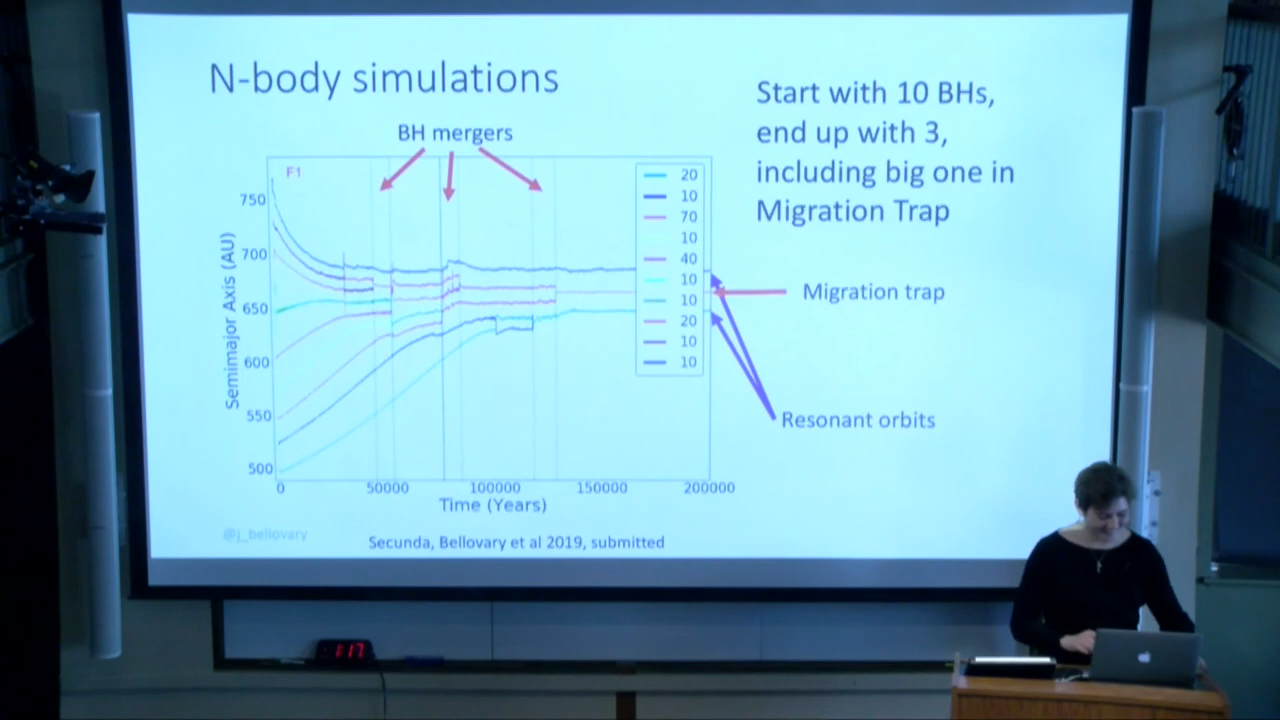 N-body simulations
Start with 10 BHs,
end up with 3,
including big one in
Migration Trap
BH mergers
F1
750
700
650
600
550
500
Semimajor Axis (AU)
0
50000
100000
150000
200000
Time (Years)
20
10
70
10
40
10
10
20
10
10
Migration trap
Resonant orbits
@j_bellovary
Secunda, Bellovary et al 2019, submitted